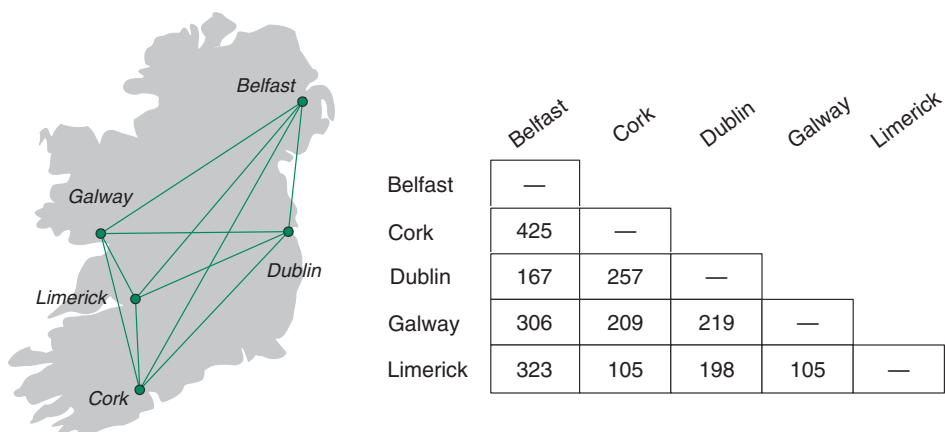 Belfast
Galway
Dublin
Limerick
Cork
Belfast Cork Dublin Galway Limerick
Belfast —
Cork 425 —
Dublin 167 257 —
Galway 306 209 219 —
Limerick 323 105 198 105 —